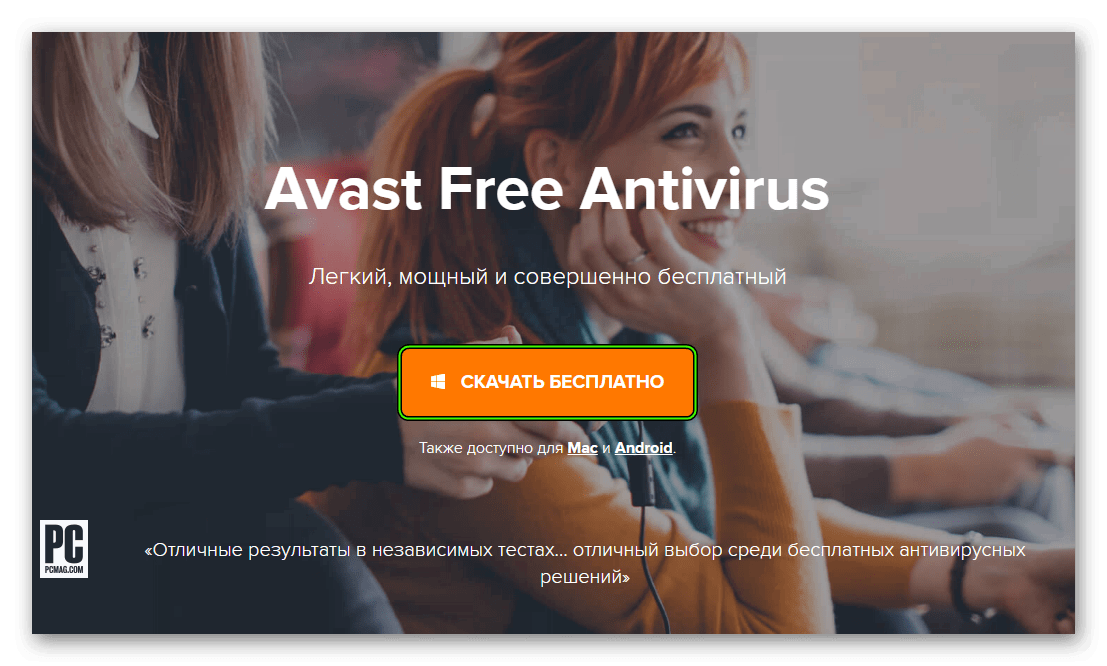 Avast Free Antivirus
Легкий, мощный и совершенно бесплатный
СКАЧАТЬ БЕСПЛАТНО
Также доступно для Mac и Android.
PC
PCMAG.COM
«Отличные результаты в независимых тестах... отличный выбор среди бесплатных антивирусных
решений»